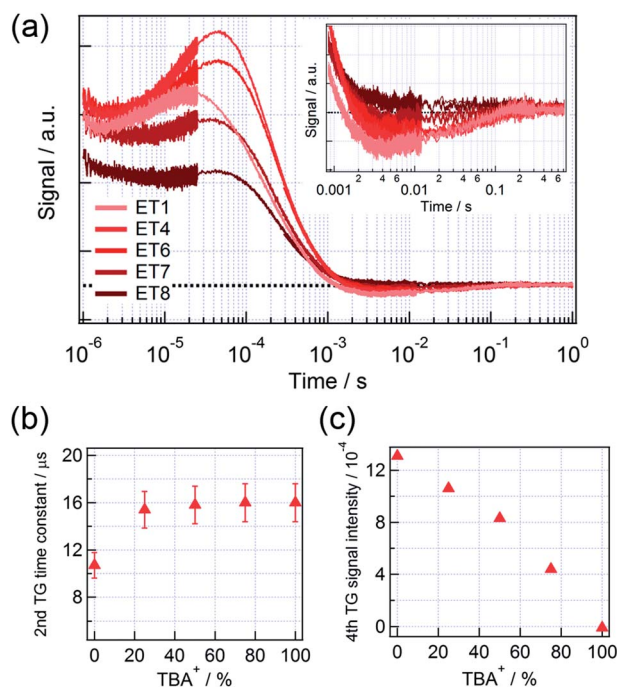 (a)
Signal / a.u.
ET1
ET4
ET6
ET7
ET8
10^-6 10^-5 10^-4 10^-3 10^-2 10^-1 10^0
Time / s
Signal / a.u.
0.001 2 4 6 0.01 2 4 6 0.1 2 4 6
Time / s
(b)
2nd TG time constant / μs
20
16
12
8
0 20 40 60 80 100
TBA+ / %
(c)
4th TG signal intensity / 10^-4
12
8
4
0
0 20 40 60 80 100
TBA+ / %